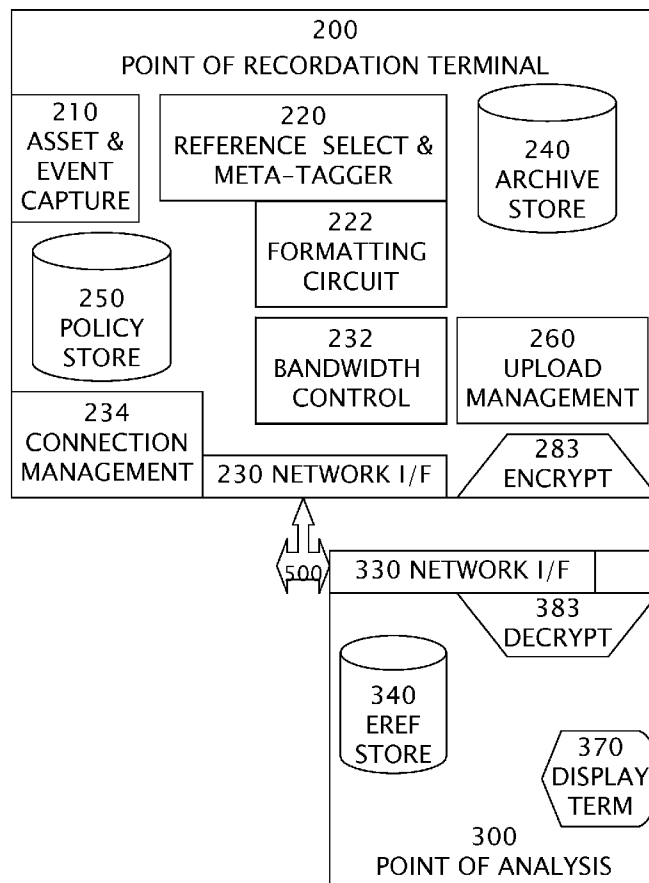 200
POINT OF RECORDATION TERMINAL
210
ASSET &
EVENT
CAPTURE
220
REFERENCE SELECT &
META-TAGGER
240
ARCHIVE
STORE
222
FORMATTING
CIRCUIT
250
POLICY
STORE
232
BANDWIDTH
CONTROL
260
UPLOAD
MANAGEMENT
234
CONNECTION
MANAGEMENT
230 NETWORK I/F
283
ENCRYPT
500
330 NETWORK I/F
383
DECRYPT
340
EREF
STORE
370
DISPLAY
TERM
300
POINT OF ANALYSIS